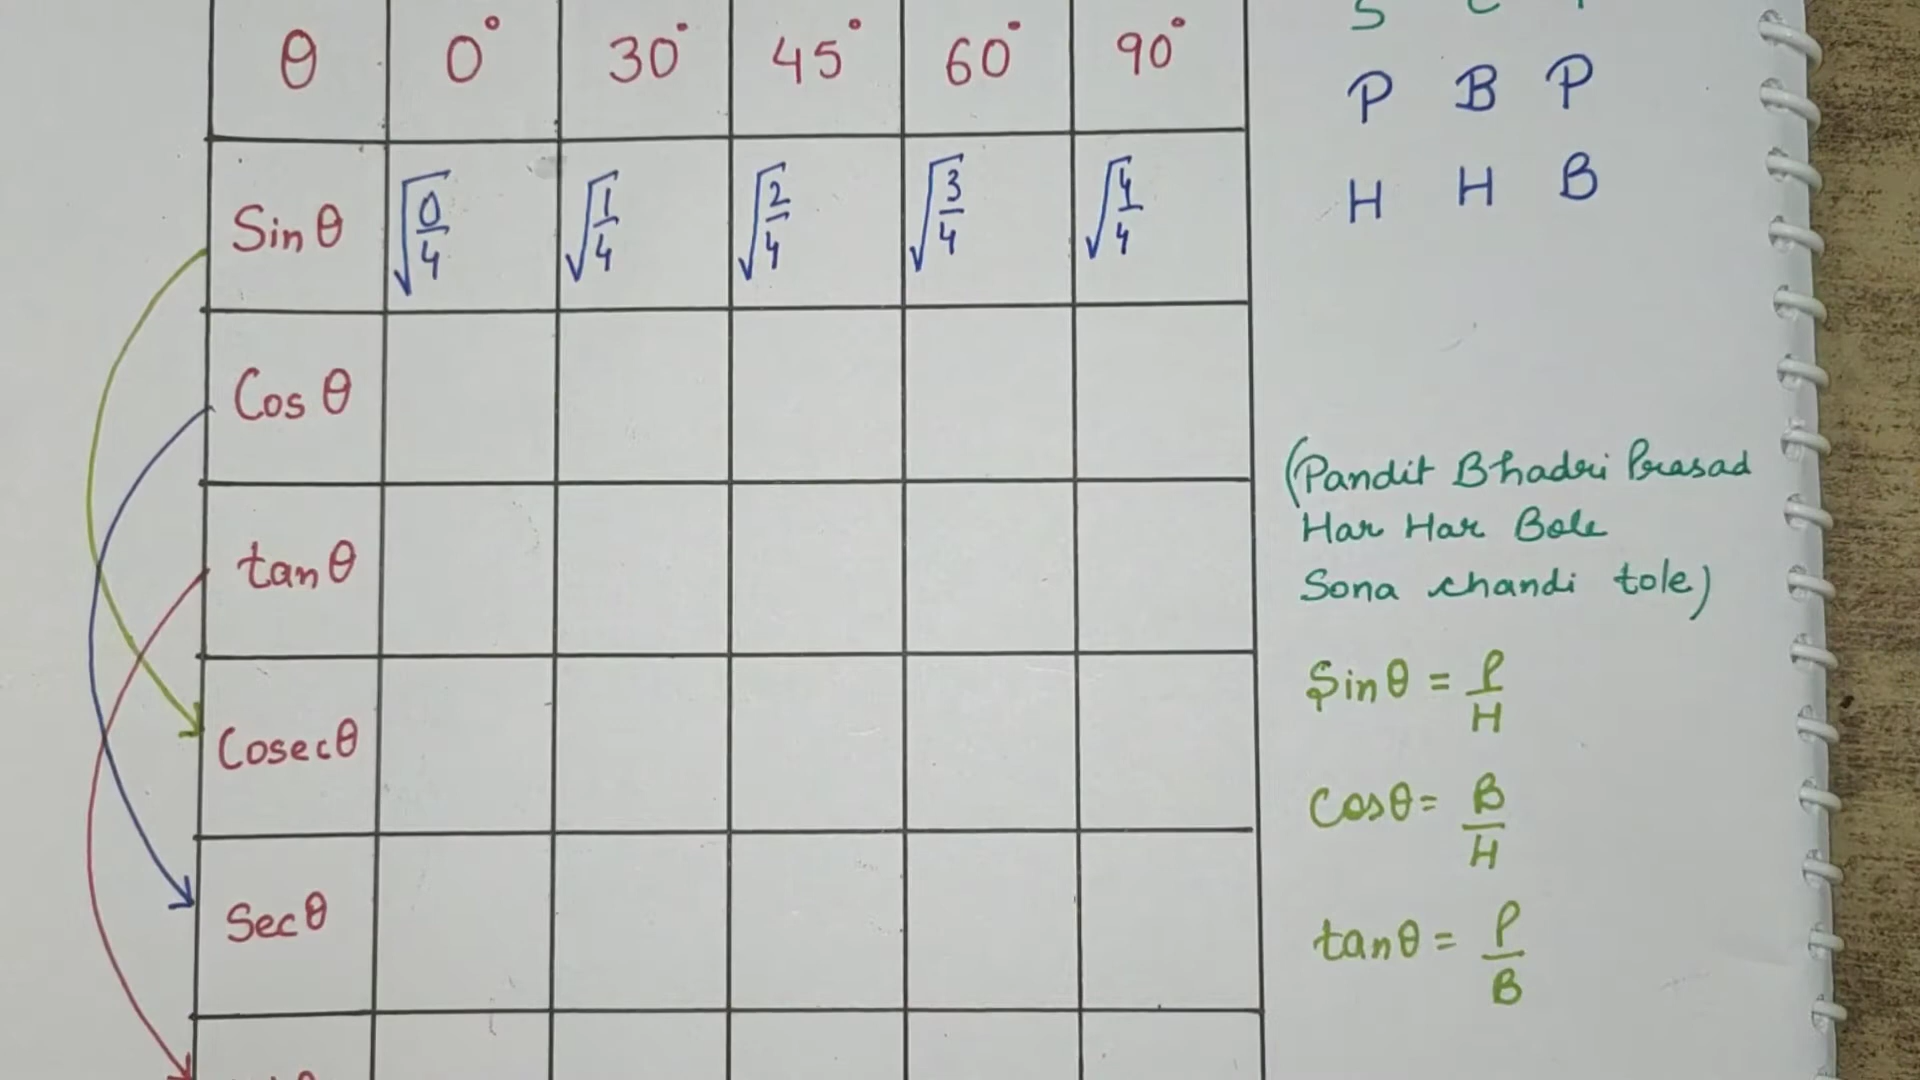 θ 0° 30° 45° 60° 90°
Sinθ √0/4 √1/4 √2/4 √3/4 √4/4
Cosθ
tanθ
Cosecθ
Secθ
P B P
H H B
(Pandit Bhadri Prasad
Har Har Bole
Sona chandi tole)
Sinθ = P/H
Cosθ = B/H
tanθ = P/B